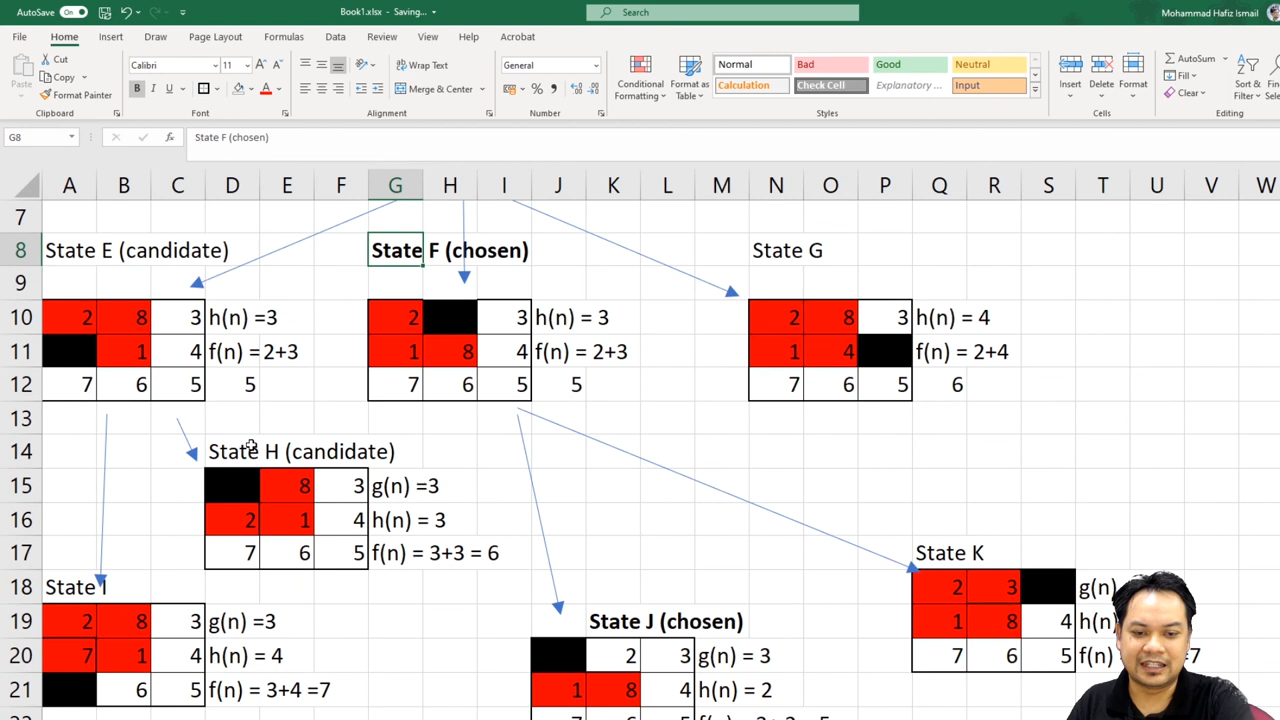 AutoSave On Book1.xlsx - Saving... Search Mohammad Hafiz Ismail
File Home Insert Draw Page Layout Formulas Data Review View Help Acrobat
Paste
Cut
Copy
Format Painter
Clipboard
Calibri 11
B I U
Font
Wrap Text
Merge & Center
Alignment
General
Number
Conditional Formatting
Format as Table
Normal Bad Good Neutral
Calculation Check Cell Explanatory ... Input
Styles
Insert Delete Format
Cells
AutoSum
Fill
Clear
Sort & Filter
Editing
G8 fx State F (chosen)
A B C D E F G H I J K L M N O P Q R S T U V W
7
8 State E (candidate) State F (chosen) State G
9
10 2 8 3 h(n) =3 2 3 h(n) = 3 2 8 3 h(n) = 4
11 1 4 f(n) =2+3 1 8 4 f(n) = 2+3 1 4 f(n) = 2+4
12 7 6 5 5 7 6 5 5 7 6 5 6
13
14 State H (candidate)
15 8 3 g(n) =3
16 2 1 4 h(n) = 3
17 7 6 5 f(n) = 3+3 = 6 State K
18 State I 2 3 g(n)
19 2 8 3 g(n) =3 State J (chosen) 1 8 4 h(n)
20 7 1 4 h(n) = 4 2 3 g(n) = 3 7 6 5 f(n) =7
21 6 5 f(n) = 3+4 =7 1 8 4 h(n) = 2